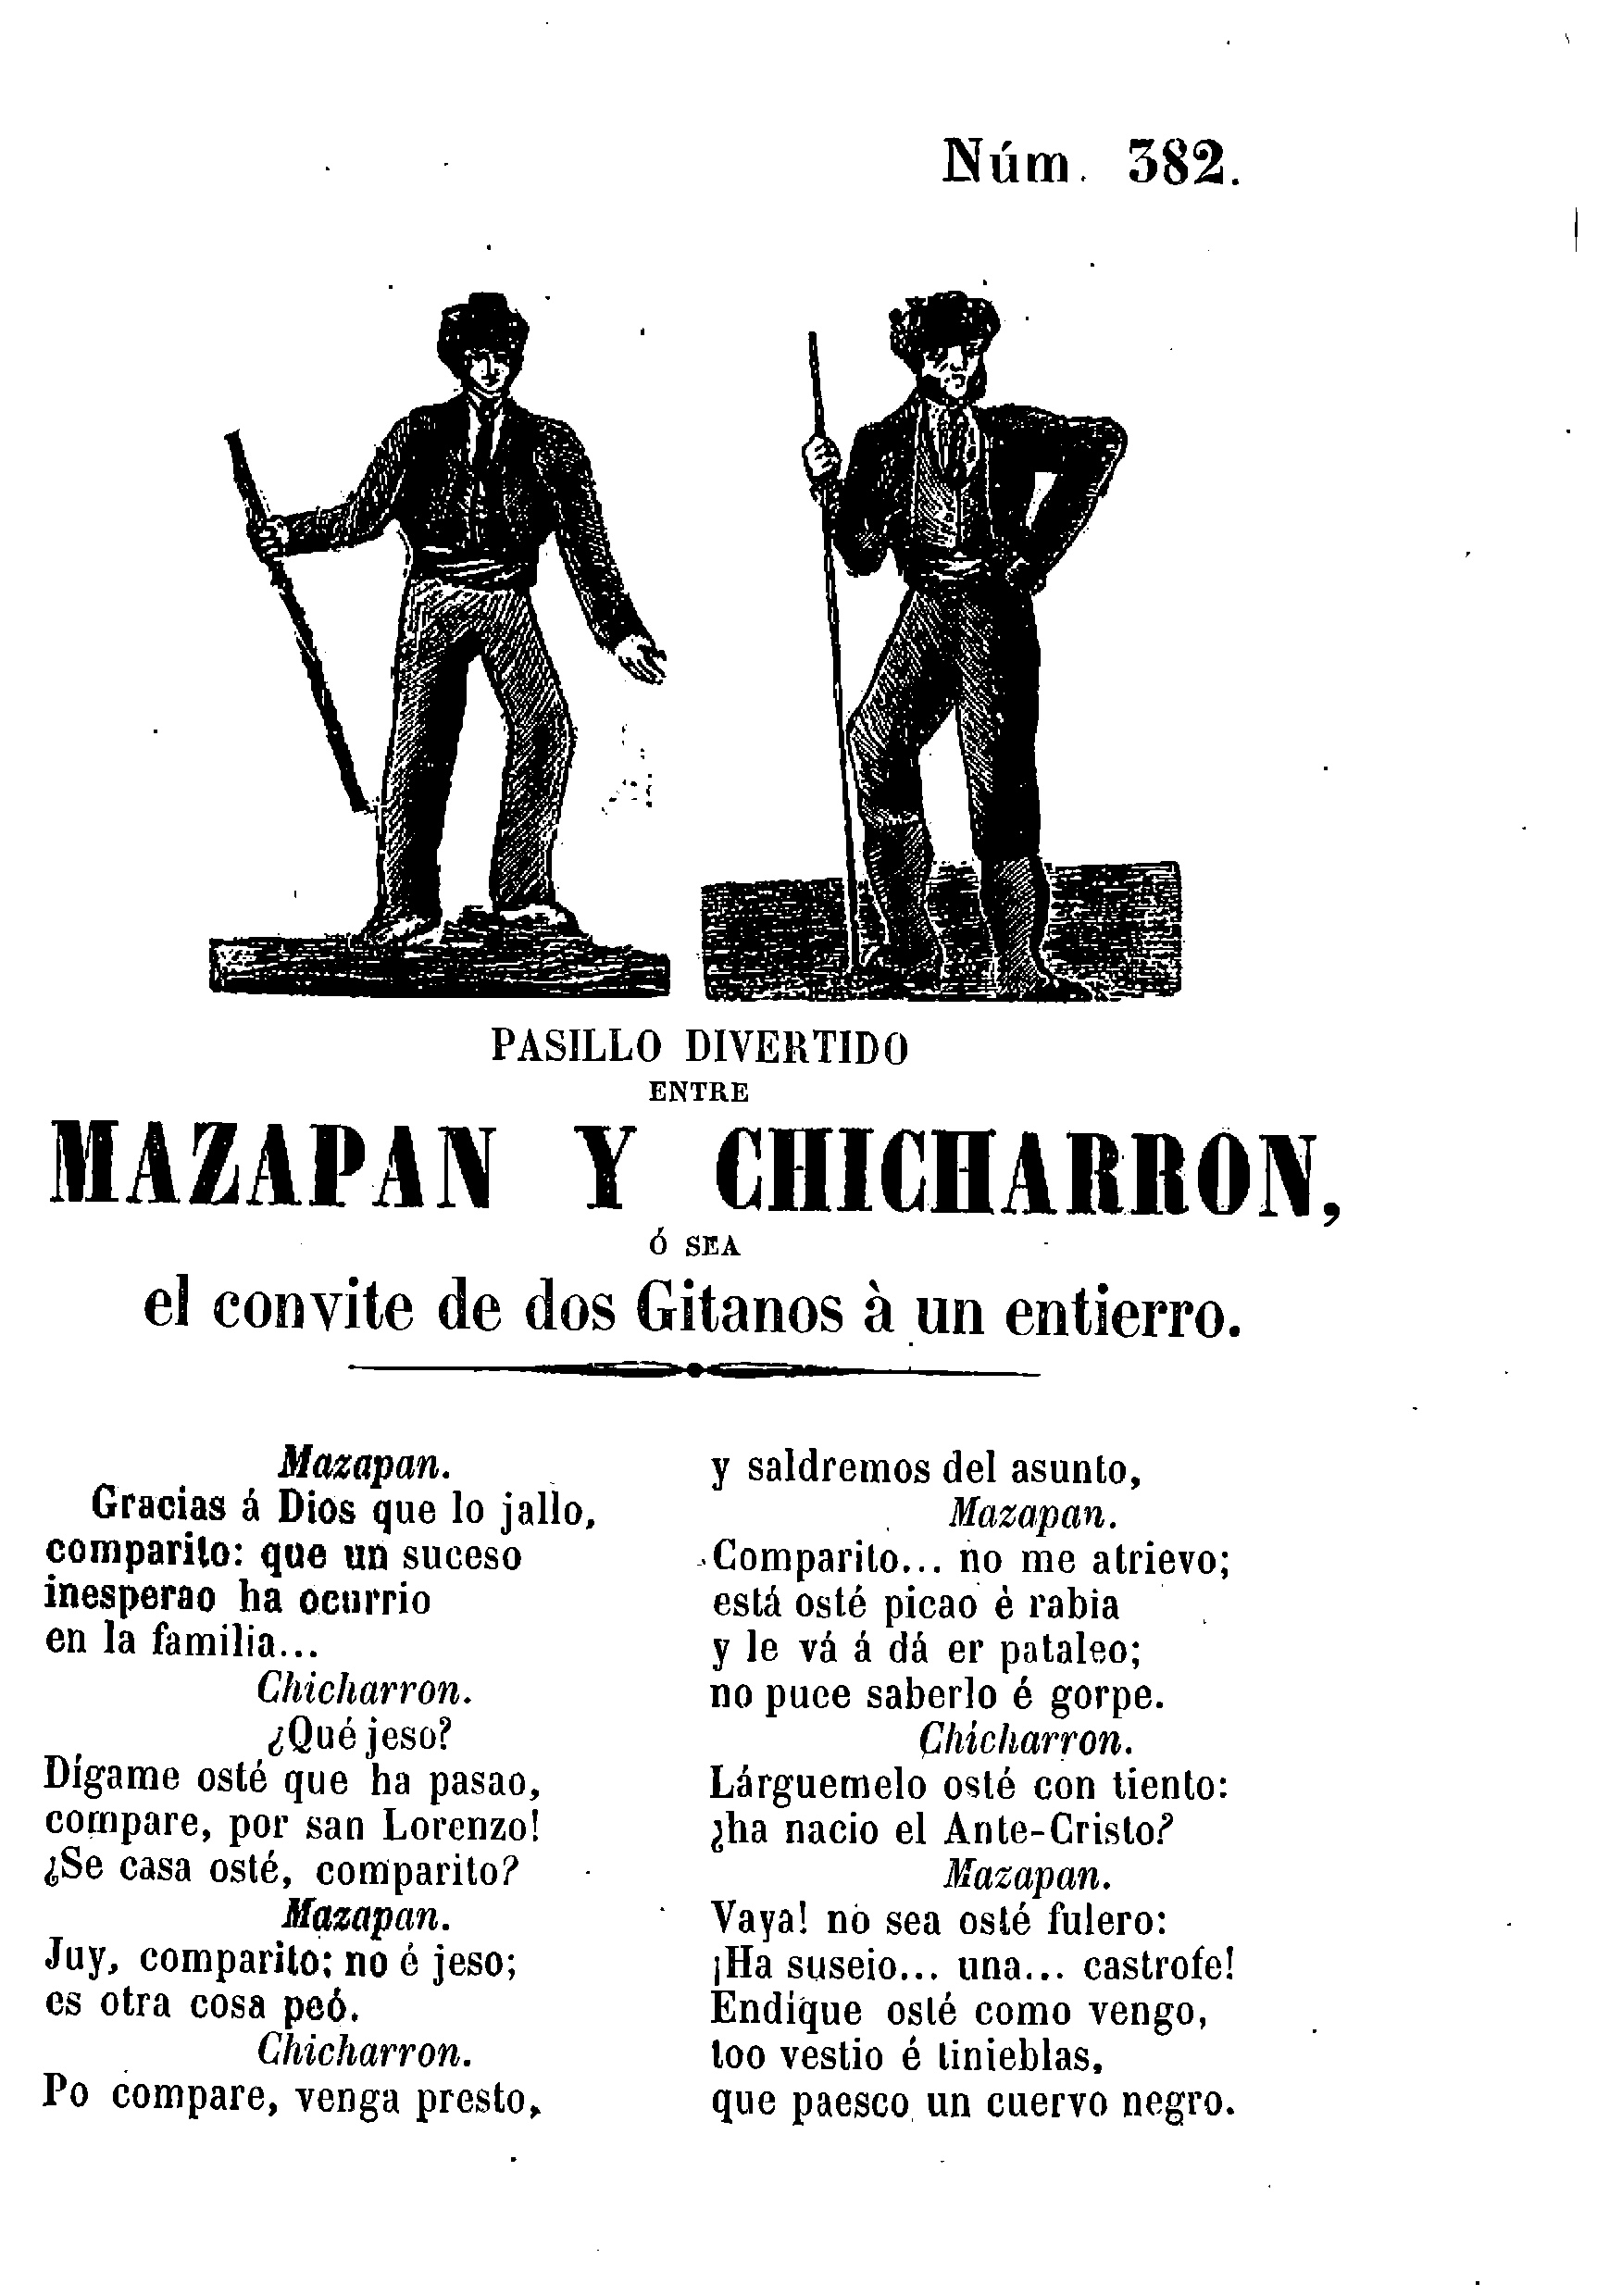 Núm. 382.
PASILLO DIVERTIDO
ENTRE
MAZAPAN Y CHICHARRON,
Ó SEA
el convite de dos Gitanos à un entierro.
Mazapan.
Gracias á Dios que lo jallo,
comparito: que un suceso
inesperao ha ocurrio
en la familia...
Chicharron.
¿Qué jeso?
Dígame osté que ha pasao,
compare, por san Lorenzo!
¿Se casa osté, comparito?
Mazapan.
Juy, comparito; no é jeso;
es otra cosa peó.
Chicharron.
Po compare, venga presto,
y saldremos del asunto,
Mazapan.
Comparito... no me atrievo;
está osté picao è rabia
y le vá á dá er pataleo;
no puce saberlo é gorpe.
Chicharron.
Lárguemelo osté con tiento:
¿ha nacio el Ante-Cristo?
Mazapan.
Vaya! no sea osté fulero:
¡Ha suseio... una... castrofe!
Endique osté como vengo,
too vestio é tinieblas,
que paesco un cuervo negro.